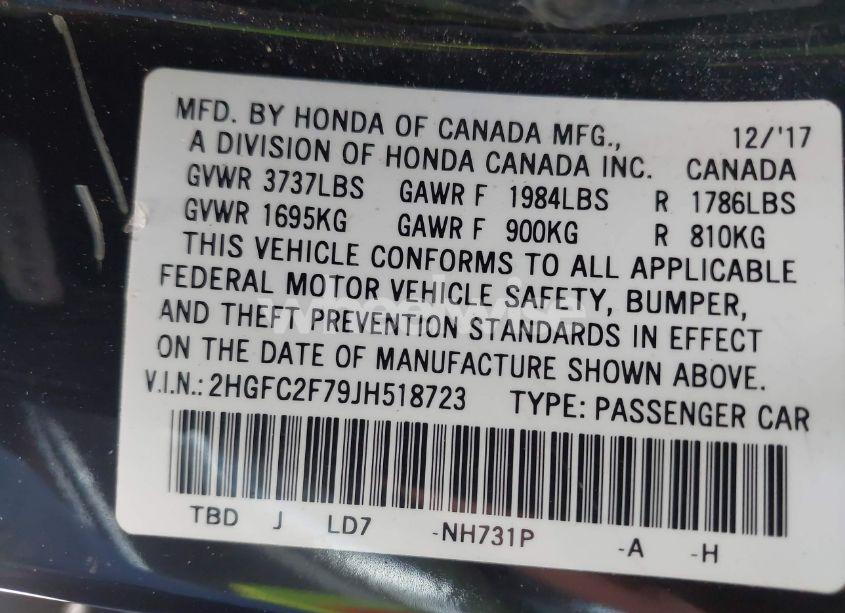 MFD. BY HONDA OF CANADA MFG., 12/'17
A DIVISION OF HONDA CANADA INC. CANADA
GVWR 3737LBS GAWR F 1984LBS R 1786LBS
GVWR 1695KG GAWR F 900KG R 810KG
THIS VEHICLE CONFORMS TO ALL APPLICABLE
FEDERAL MOTOR VEHICLE SAFETY, BUMPER,
AND THEFT PREVENTION STANDARDS IN EFFECT
ON THE DATE OF MANUFACTURE SHOWN ABOVE.
V.I.N.: 2HGFC2F79JH518723 TYPE: PASSENGER CAR
TBD J LD7 -NH731P -A -H